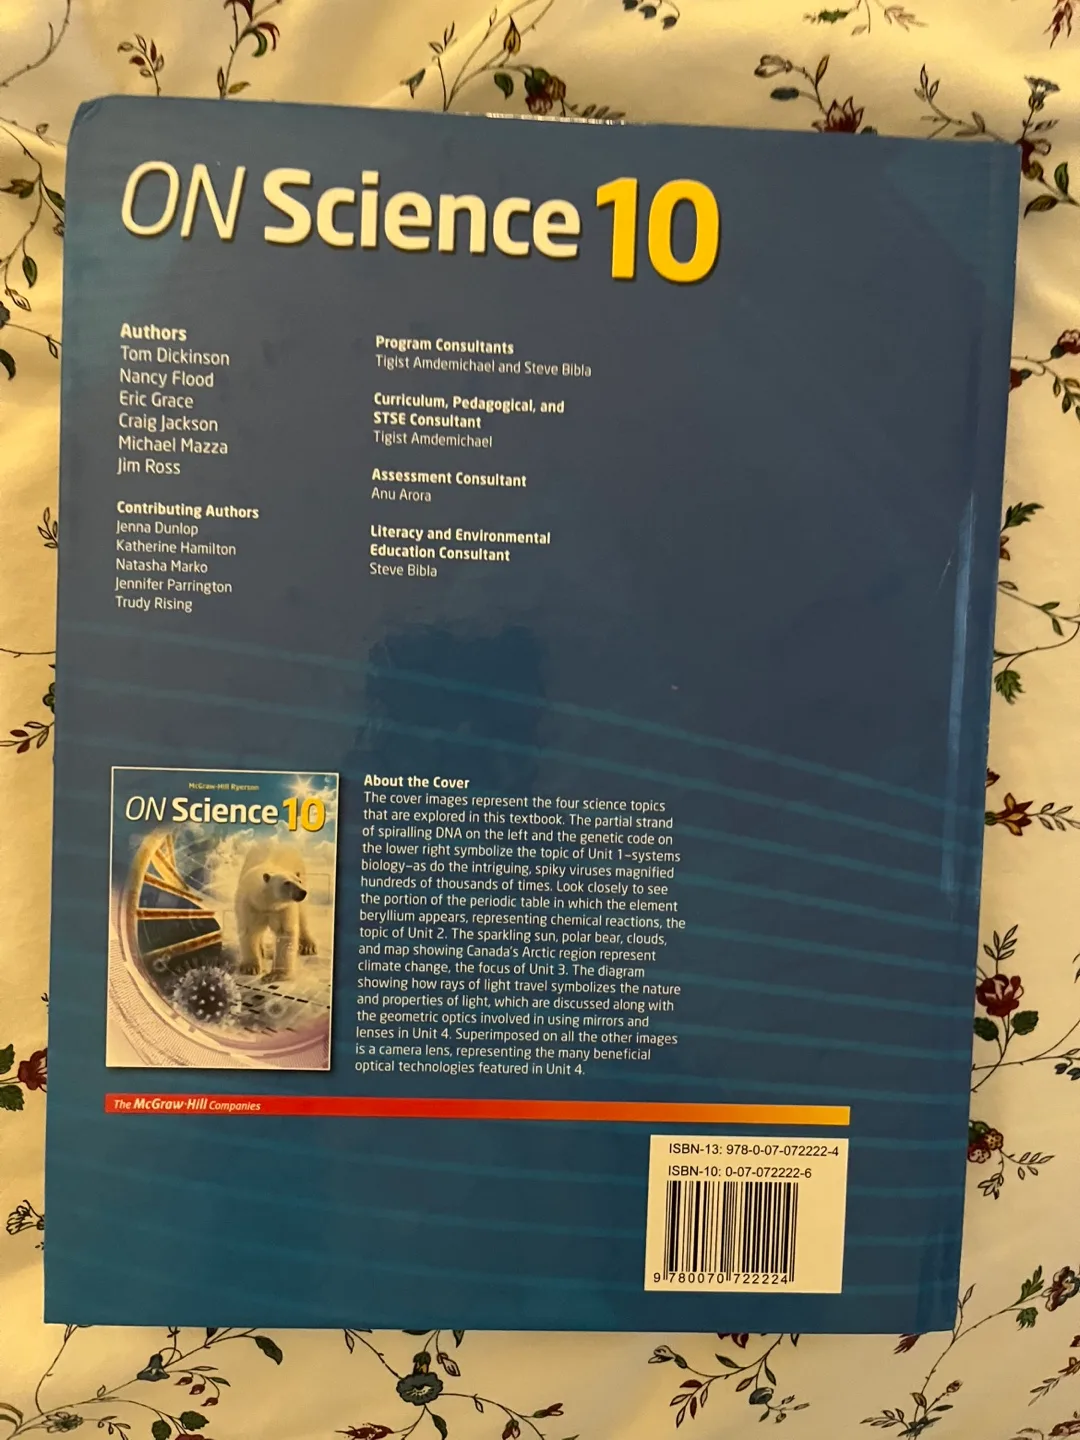 ON Science 10
Authors
Tom Dickinson
Nancy Flood
Eric Grace
Craig Jackson
Michael Mazza
Jim Ross
Contributing Authors
Jenna Dunlop
Katherine Hamilton
Natasha Marko
Jennifer Parrington
Trudy Rising
Program Consultants
Tigist Amdemichael and Steve Bibla
Curriculum, Pedagogical, and
STSE Consultant
Tigist Amdemichael
Assessment Consultant
Anu Arora
Literacy and Environmental
Education Consultant
Steve Bibla
McGraw-Hill Ryerson
ON Science 10
About the Cover
The cover images represent the four science topics
that are explored in this textbook. The partial strand
of spiralling DNA on the left and the genetic code on
the lower right symbolize the topic of Unit 1–systems
biology–as do the intriguing, spiky viruses magnified
hundreds of thousands of times. Look closely to see
the portion of the periodic table in which the element
beryllium appears, representing chemical reactions, the
topic of Unit 2. The sparkling sun, polar bear, clouds,
and map showing Canada's Arctic region represent
climate change, the focus of Unit 3. The diagram
showing how rays of light travel symbolizes the nature
and properties of light, which are discussed along with
the geometric optics involved in using mirrors and
lenses in Unit 4. Superimposed on all the other images
is a camera lens, representing the many beneficial
optical technologies featured in Unit 4.
The McGraw·Hill Companies
ISBN-13: 978-0-07-072222-4
ISBN-10: 0-07-072222-6
9 780070 722224